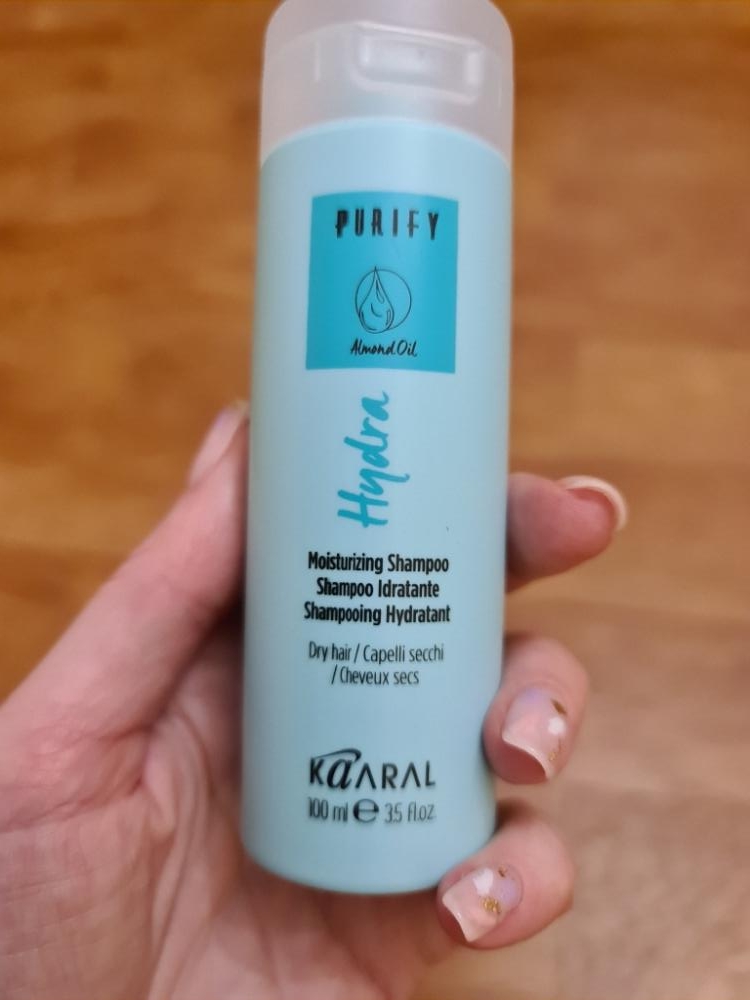 PURIFY
Almond Oil
Hydra
Moisturizing Shampoo
Shampoo Idratante
Shampooing Hydratant
Dry hair / Capelli secchi
/ Cheveux secs
KAARAL
100 ml ℮ 3.5 fl.oz.